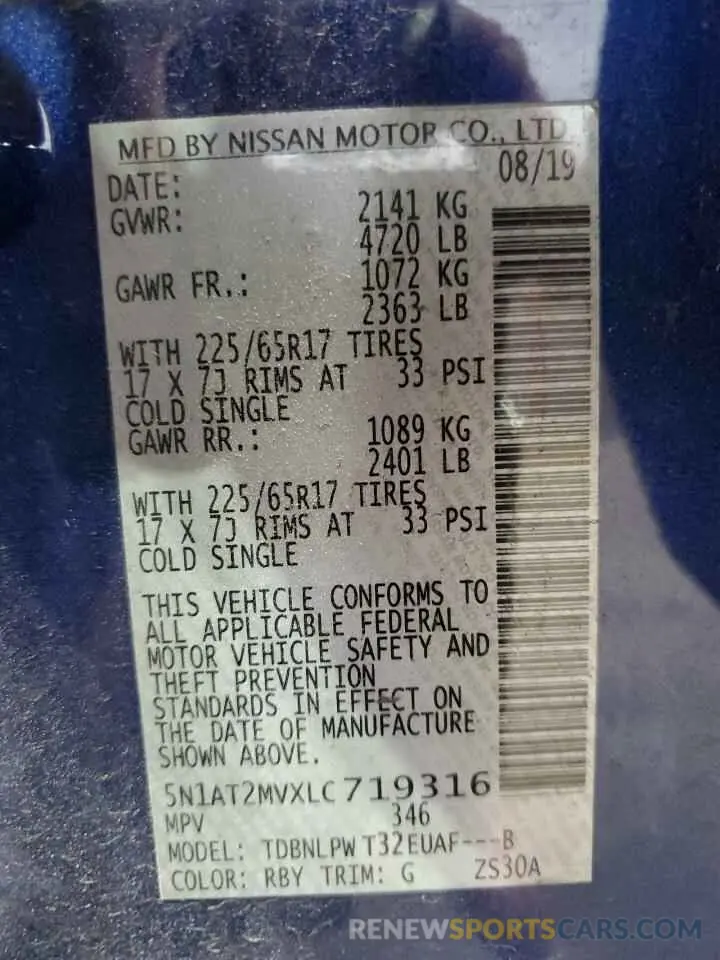 MFD BY NISSAN MOTOR CO., LTD
DATE: 08/19
GVWR: 2141 KG
4720 LB
GAWR FR.: 1072 KG
2363 LB
WITH 225/65R17 TIRES
17 X 7J RIMS AT 33 PSI
COLD SINGLE
GAWR RR.: 1089 KG
2401 LB
WITH 225/65R17 TIRES
17 X 7J RIMS AT 33 PSI
COLD SINGLE
THIS VEHICLE CONFORMS TO
ALL APPLICABLE FEDERAL
MOTOR VEHICLE SAFETY AND
THEFT PREVENTION
STANDARDS IN EFFECT ON
THE DATE OF MANUFACTURE
SHOWN ABOVE.
5N1AT2MVXLC719316
MPV 346
MODEL: TDBNLPW T32EUAF---B
COLOR: RBY TRIM: G ZS30A
RENEWSPORTSCARS.COM